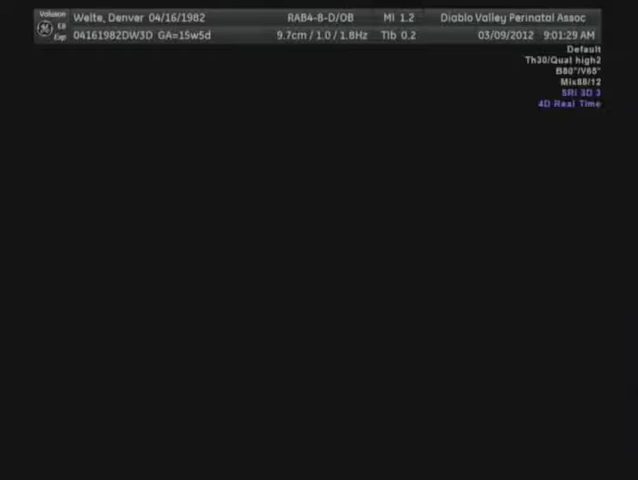 Voluson E8 Exp
Welte, Denver 04/16/1982 RAB4-8-D/OB MI 1.2 Diablo Valley Perinatal Assoc
04161982DW3D GA=15w5d 9.7cm / 1.0 / 1.8Hz TIb 0.2 03/09/2012 9:01:29 AM
Default
Th30/Qual high2
B80°/V65°
Mix88/12
SRI 3D 3
4D Real Time